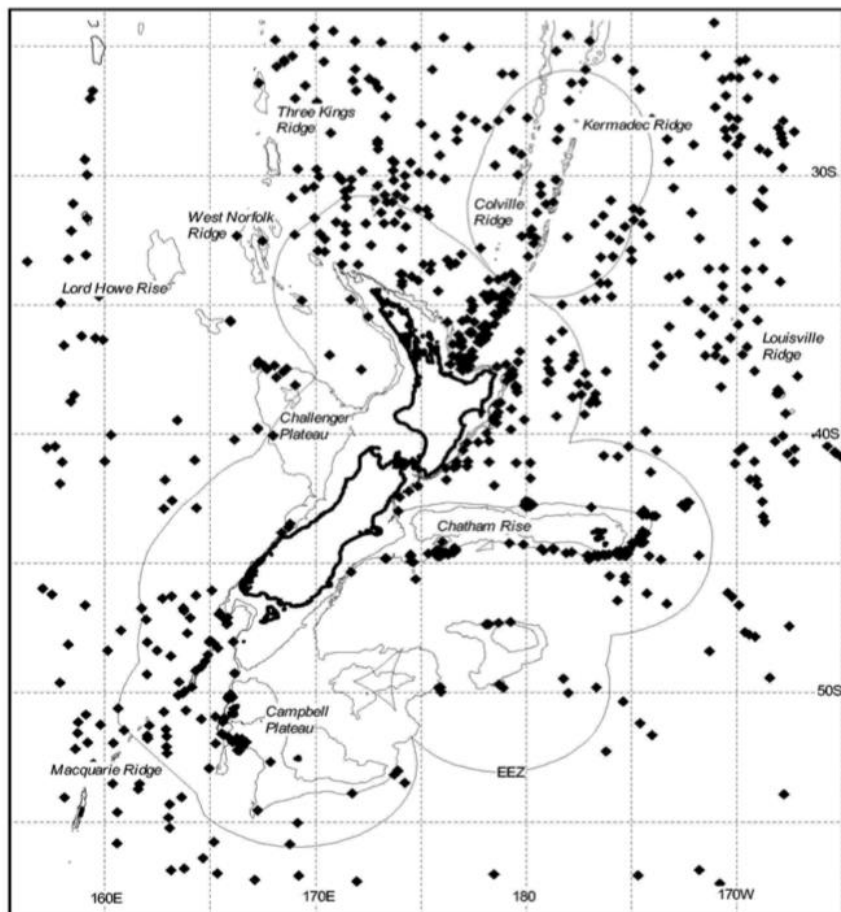 Three Kings
Ridge
Kermadec Ridge
30S
Colville
Ridge
West Norfolk
Ridge
Lord Howe Rise
Louisville
Ridge
Challenger
Plateau
40S
Chatham Rise
50S
Campbell
Plateau
Macquarie Ridge
EEZ
160E
170E
180
170W